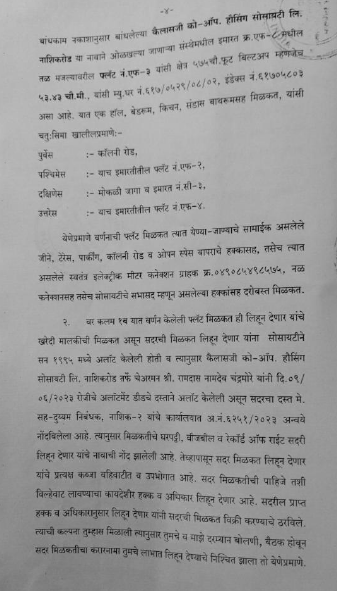 -४-
बांधकाम नकाशानुसार बांधलेल्या कैलासजी को-ऑप. हौसिंग सोसायटी लि.
नाशिकरोड या नावाने ओळखल्या जाणाऱ्या संस्थेमधील इमारत क्र.एफ-८ मधील
तळ मजल्यावरील फ्लॅट नं.एफ-३ यांसी क्षेत्र ५७५ चौ.फूट बिल्टअप म्हणजेच
५३.४३ चौ.मी., यांसी म्यु.घर नं.६१७/०५२९/०८/०२, इंडेक्स नं.६१७०५८०३
असा आहे. यात एक हॉल, बेडरूम, किचन, संडास बाथरूमसह मिळकत, यांसी
चतुःसिमा खालीलप्रमाणे:-
पुर्वेस :- कॉलनी रोड,
पश्चिमेस :- याच इमारतीतील फ्लॅट नं.एफ-२,
दक्षिणेस :- मोकळी जागा व इमारत नं.सी-३,
उत्तरेस :- याच इमारतीतील फ्लॅट नं.एफ-४.
येणेप्रमाणे वर्णनाची फ्लॅट मिळकत त्यात येण्या-जाण्याचे सामाईक असलेले
जीने, टेरेस, पार्कींग, कॉलनी रोड व ओपन स्पेस वापराचे हक्कासह, तसेच त्यात
असलेले स्वतंत्र इलेक्ट्रीक मीटर कनेक्शन ग्राहक क्र.०४९०८५४९८५७५, नळ
कनेक्शनसह तसेच सोसायटीचे सभासद म्हणून असलेल्या हक्कांसह दरोबस्त मिळकत.
२. वर कलम १ब यात वर्णन केलेली फ्लॅट मिळकत ही लिहून देणार यांचे
खरेदी मालकीची मिळकत असून सदरची मिळकत लिहून देणार यांना सोसायटीने
सन १९९५ मध्ये अलॉट केलेली होती व त्यानुसार कैलासजी को-ऑप. हौसिंग
सोसायटी लि. नाशिकरोड तर्फे चेअरमन श्री. रामदास नामदेव चंद्रमोरे यांनी दि.०९/
०६/२०२३ रोजीचे अलॉटमेंट डीडचे दस्ताने अलॉट केलेली असून सदरचा दस्त मे.
सह-दुय्यम निबंधक, नाशिक-२ यांचे कार्यालयात अ.नं.६२५१/२०२३ अन्वये
नोंदविलेला आहे. त्यानुसार मिळकतीचे घरपट्टी, वीजबील व रेकॉर्ड ऑफ राईट सदरी
लिहून देणार यांचे नावाची नोंद झालेली आहे. तेव्हापासून सदर मिळकत लिहून देणार
यांचे प्रत्यक्ष कब्जा वहिवाटीत व उपभोगात आहे. सदर मिळकतीची पाहिजे तशी
विल्हेवाट लावण्याचा कायदेशीर हक्क व अधिकार लिहून देणार आहे. सदरील प्राप्त
हक्क व अधिकारानुसार लिहून देणार यांनी सदरची मिळकत विक्री करण्याचे ठरविले.
त्याची कल्पना तुम्हास मिळाली त्यानुसार तुमचे व माझे दरम्यान बोलणी, बैठक होवून
सदर मिळकतीचा करारनामा तुमचे लाभात लिहून देण्याचे निश्चित झाला तो येणेप्रमाणे.